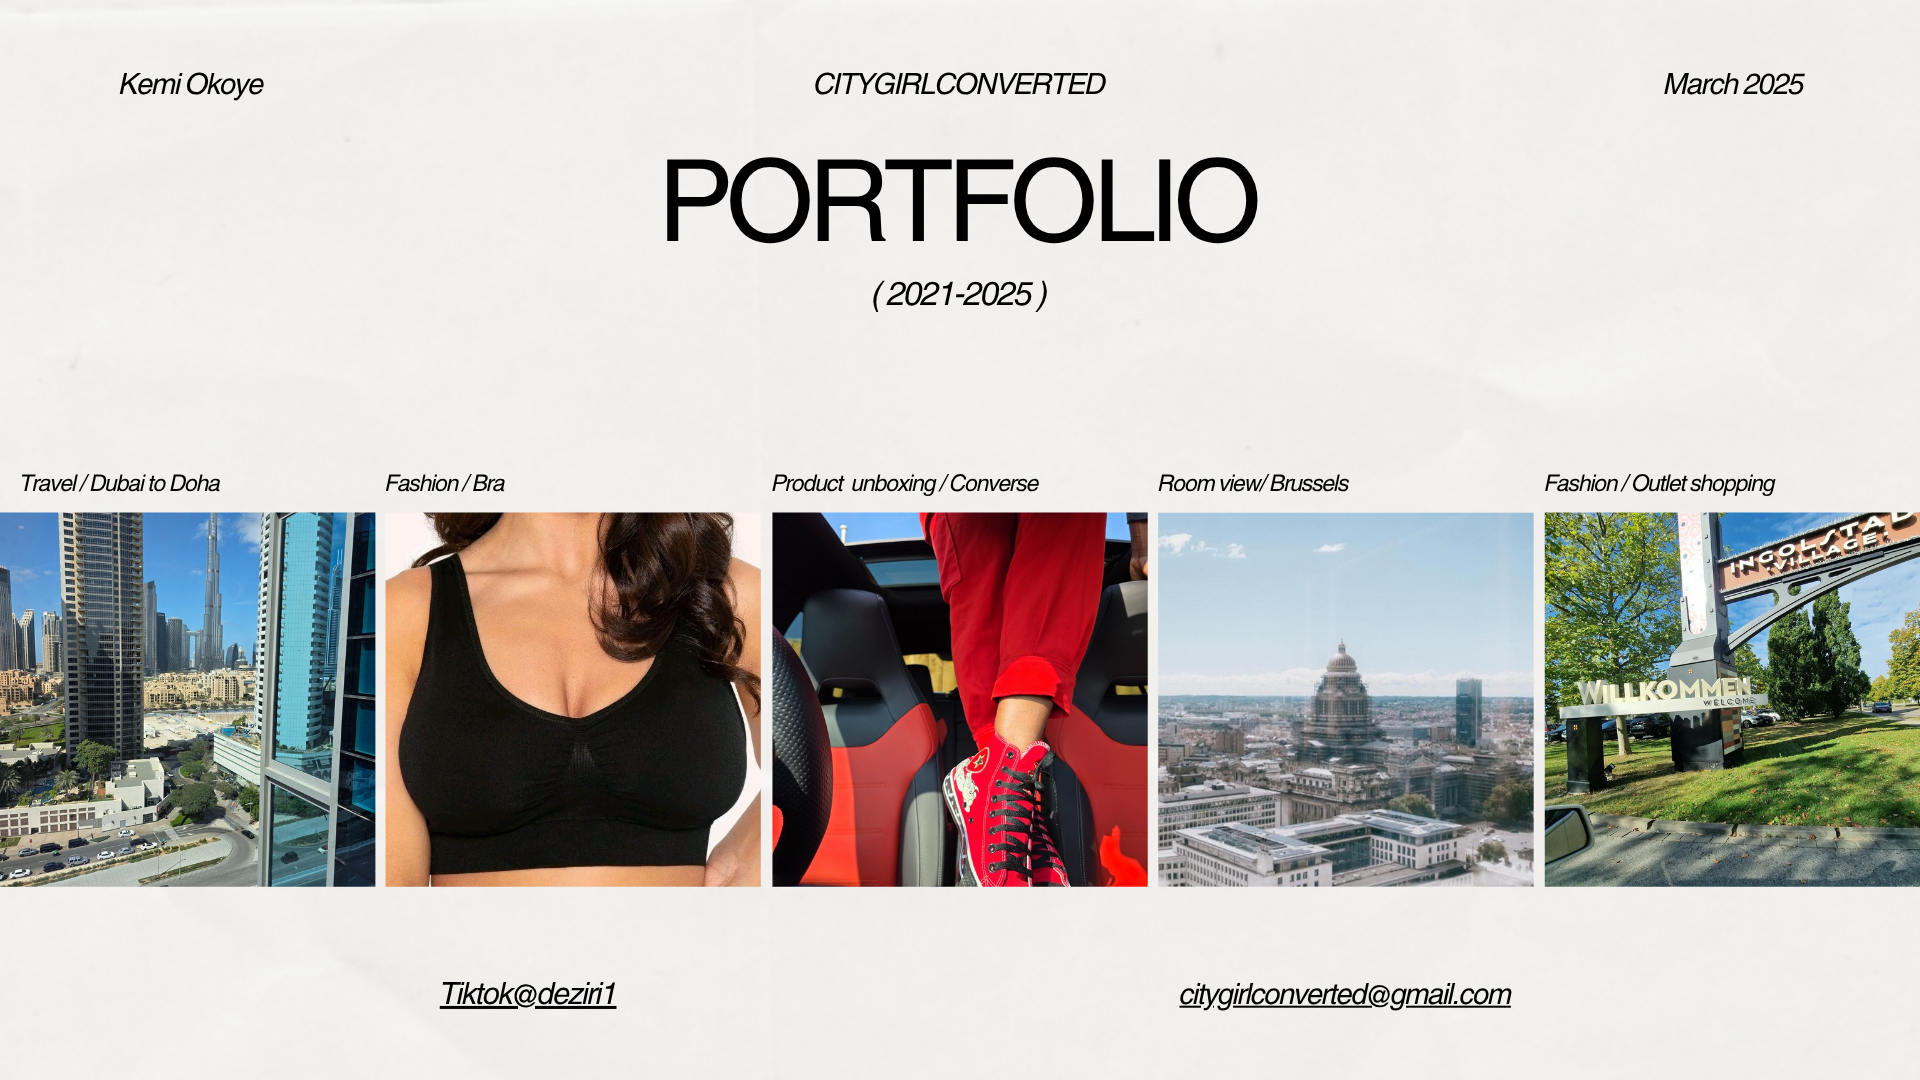 Kemi Okoye
CITYGIRLCONVERTED
March 2025
PORTFOLIO
( 2021-2025 )
Travel / Dubai to Doha
Fashion / Bra
Product unboxing / Converse
Room view/ Brussels
Fashion / Outlet shopping
INGOLSTAD
VILLAGE
WILLKOMMEN
WELCOME
Tiktok@deziri1
citygirlconverted@gmail.com